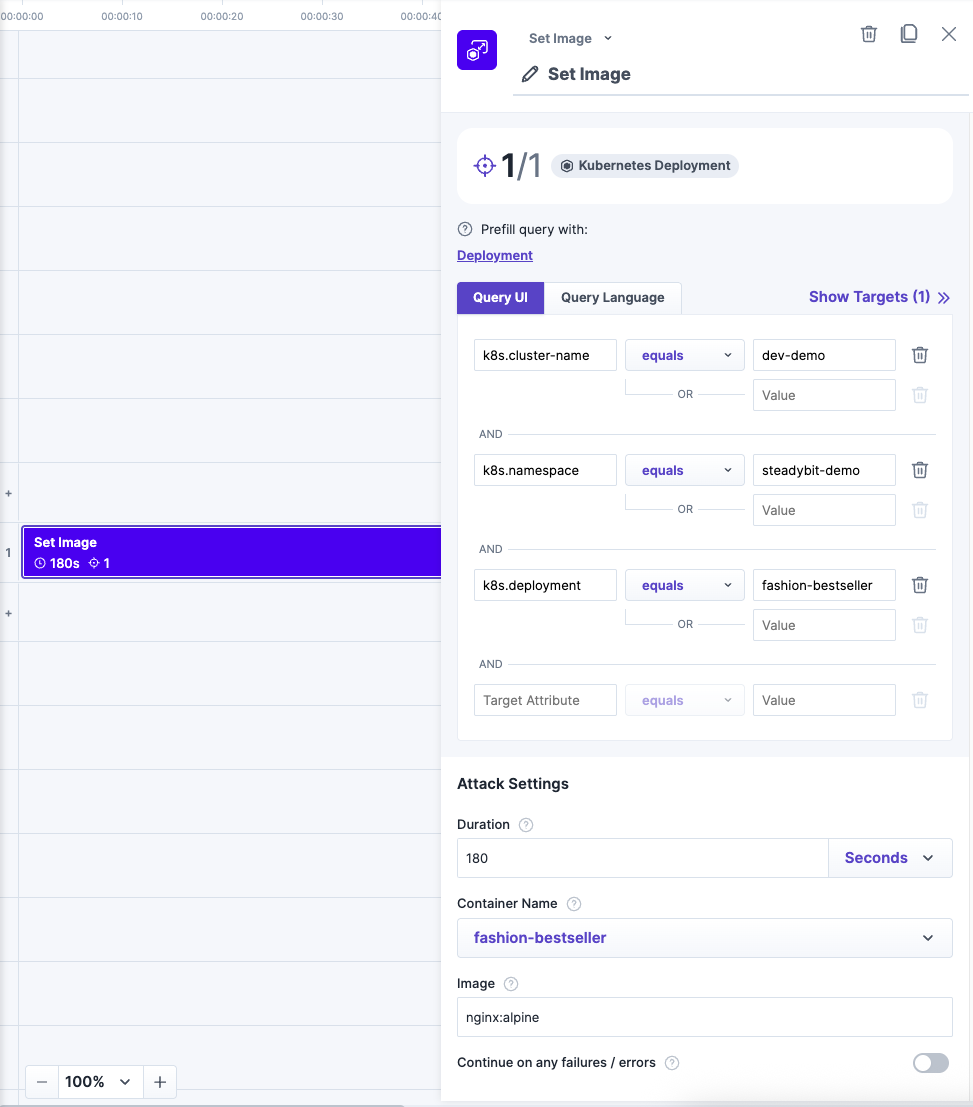 00:00:00 00:00:10 00:00:20 00:00:30 00:00:40
+
1
Set Image
180s 1
+
100%
Set Image
Set Image
1/1 Kubernetes Deployment
Prefill query with:
Deployment
Query UI Query Language Show Targets (1)
k8s.cluster-name equals dev-demo
OR Value
AND
k8s.namespace equals steadybit-demo
OR Value
AND
k8s.deployment equals fashion-bestseller
OR Value
AND
Target Attribute equals Value
Attack Settings
Duration
180 Seconds
Container Name
fashion-bestseller
Image
nginx:alpine
Continue on any failures / errors